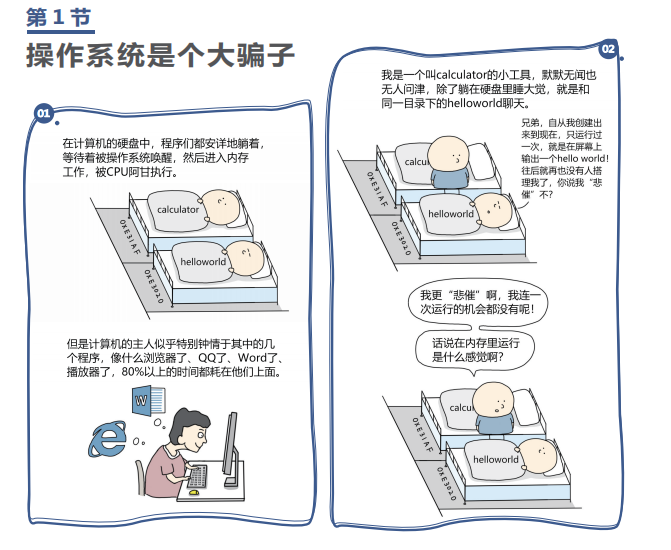 第1节
操作系统是个大骗子
01
在计算机的硬盘中，程序们都安详地躺着，
等待着被操作系统唤醒，然后进入内存
工作，被CPU阿甘执行。
calculator
0XE31AF
helloworld
0XE3020
但是计算机的主人似乎特别钟情于其中的几
个程序，像什么浏览器了、QQ了、Word了、
播放器了，80%以上的时间都耗在他们上面。
W
02
我是一个叫calculator的小工具，默默无闻也
无人问津，除了躺在硬盘里睡大觉，就是和
同一目录下的helloworld聊天。
兄弟，自从我创建出
来到现在，只运行过
一次，就是在屏幕上
输出一个hello world！
往后就再也没有人搭
理我了，你说我“悲
催”不？
calcu
0XE31AF
helloworld
0XE3020
我更“悲催”啊，我连一
次运行的机会都没有呢！
话说在内存里运行
是什么感觉啊？
calcu
0XE31AF
helloworld
0XE3020